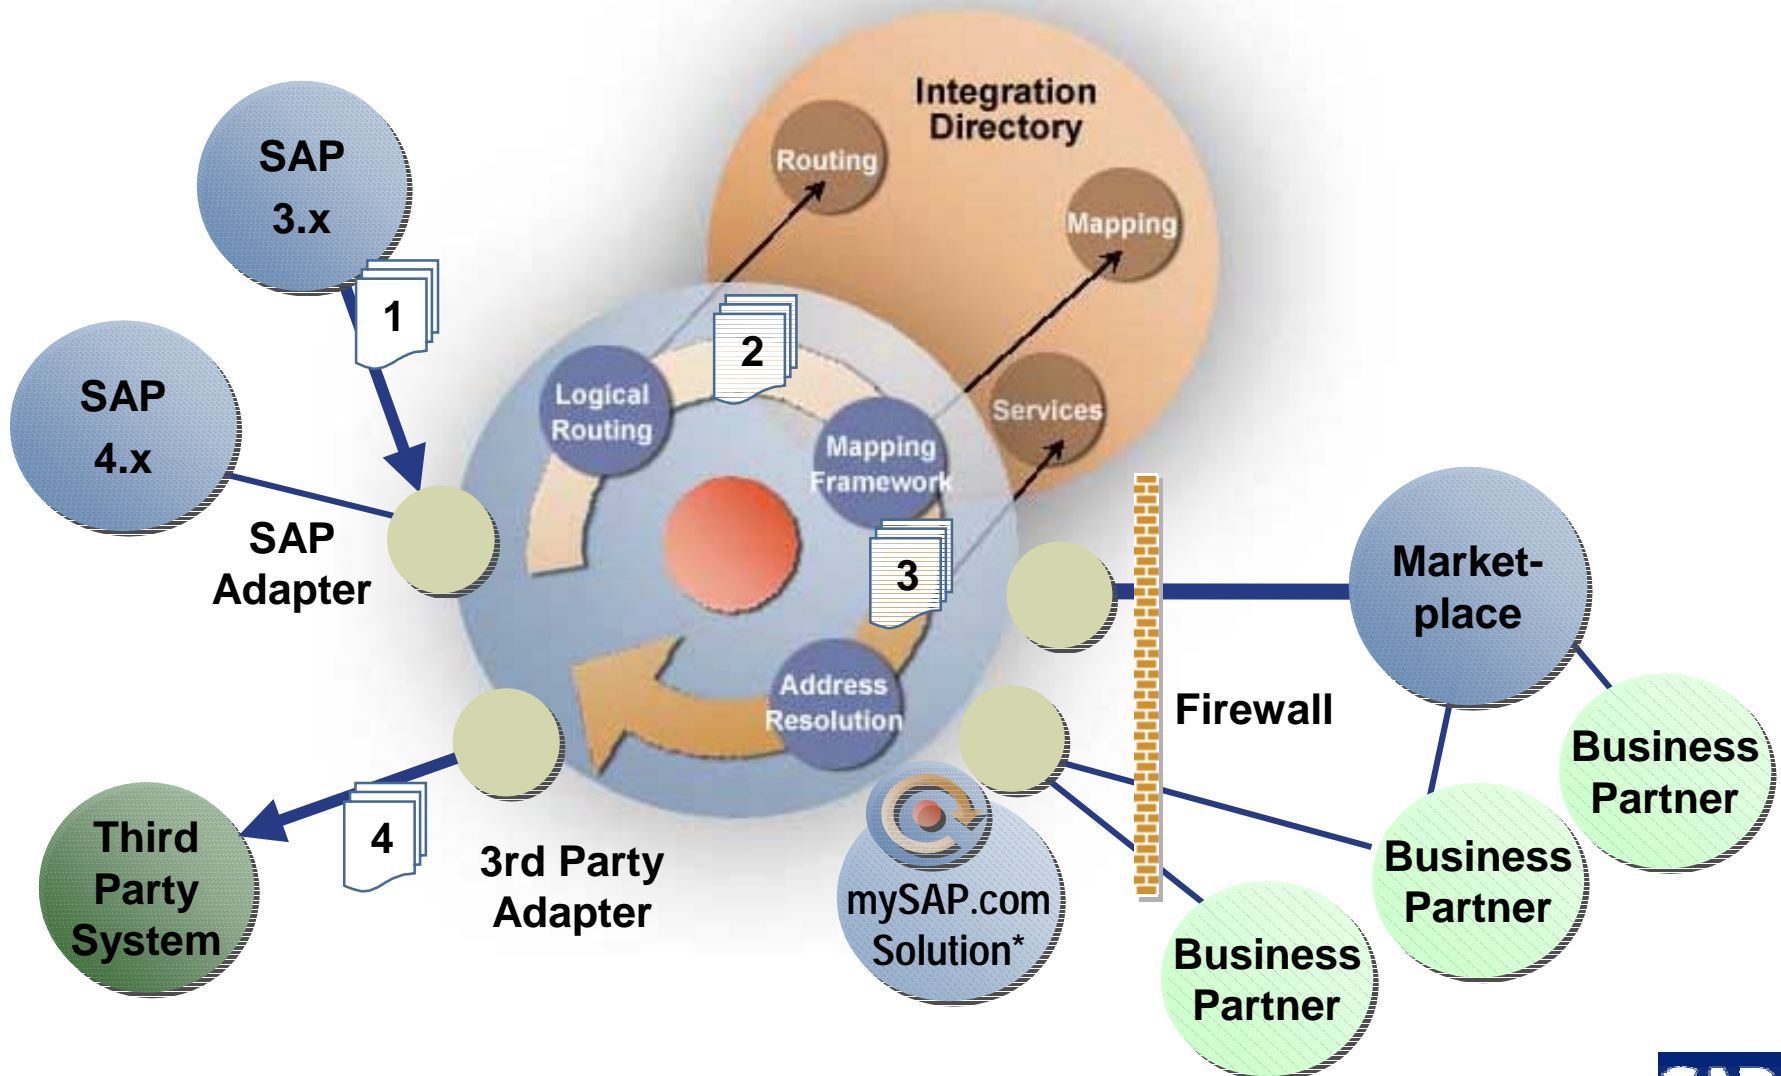 Integration
Directory
Routing
Mapping
Services
SAP
3.x
1
SAP
4.x
2
Logical
Routing
Mapping
Framework
SAP
Adapter
3
Address
Resolution
Market-
place
Firewall
Business
Partner
Business
Partner
Business
Partner
Third
Party
System
4
3rd Party
Adapter
mySAP.com
Solution*
SAP